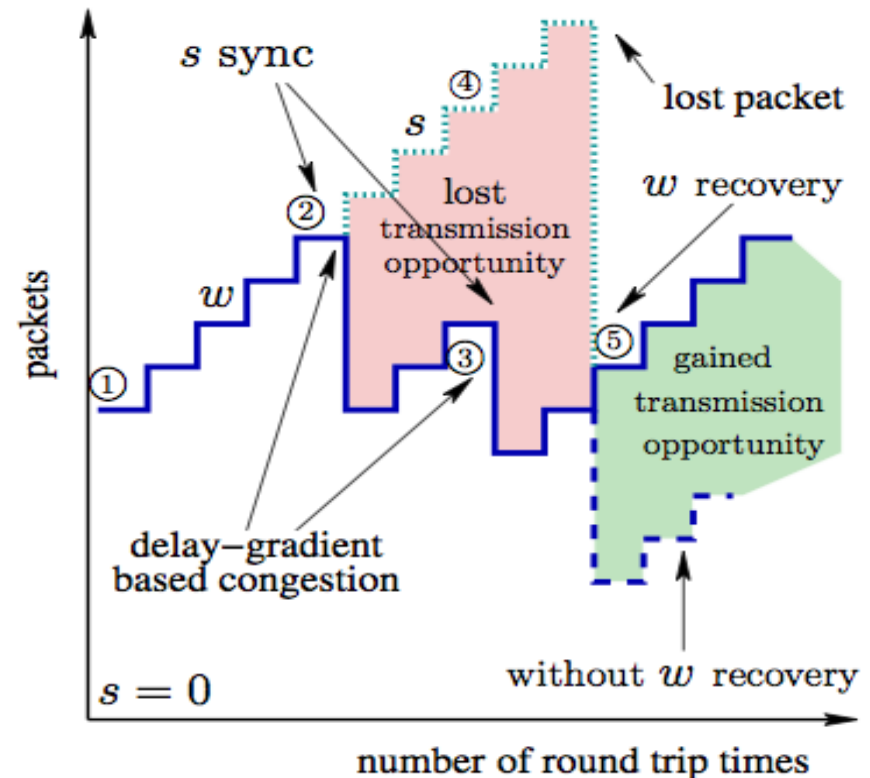 s sync
④
lost packet
s
②
lost
transmission
opportunity
w recovery
w
packets
①
③
⑤
gained
transmission
opportunity
delay-gradient
based congestion
without w recovery
s = 0
number of round trip times